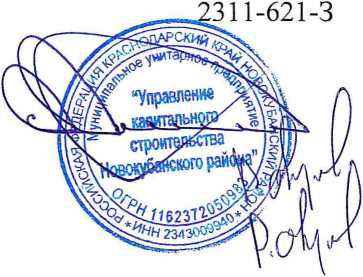 2311-621-3
РОССИЙСКАЯ ФЕДЕРАЦИЯ КРАСНОДАРСКИЙ КРАЙ НОВОКУБАНСКИЙ РАЙОН
Муниципальное унитарное предприятие
"Управление
капитального
строительства
Новокубанского района"
ОГРН 1162372050982
* ИНН 2343009940 *